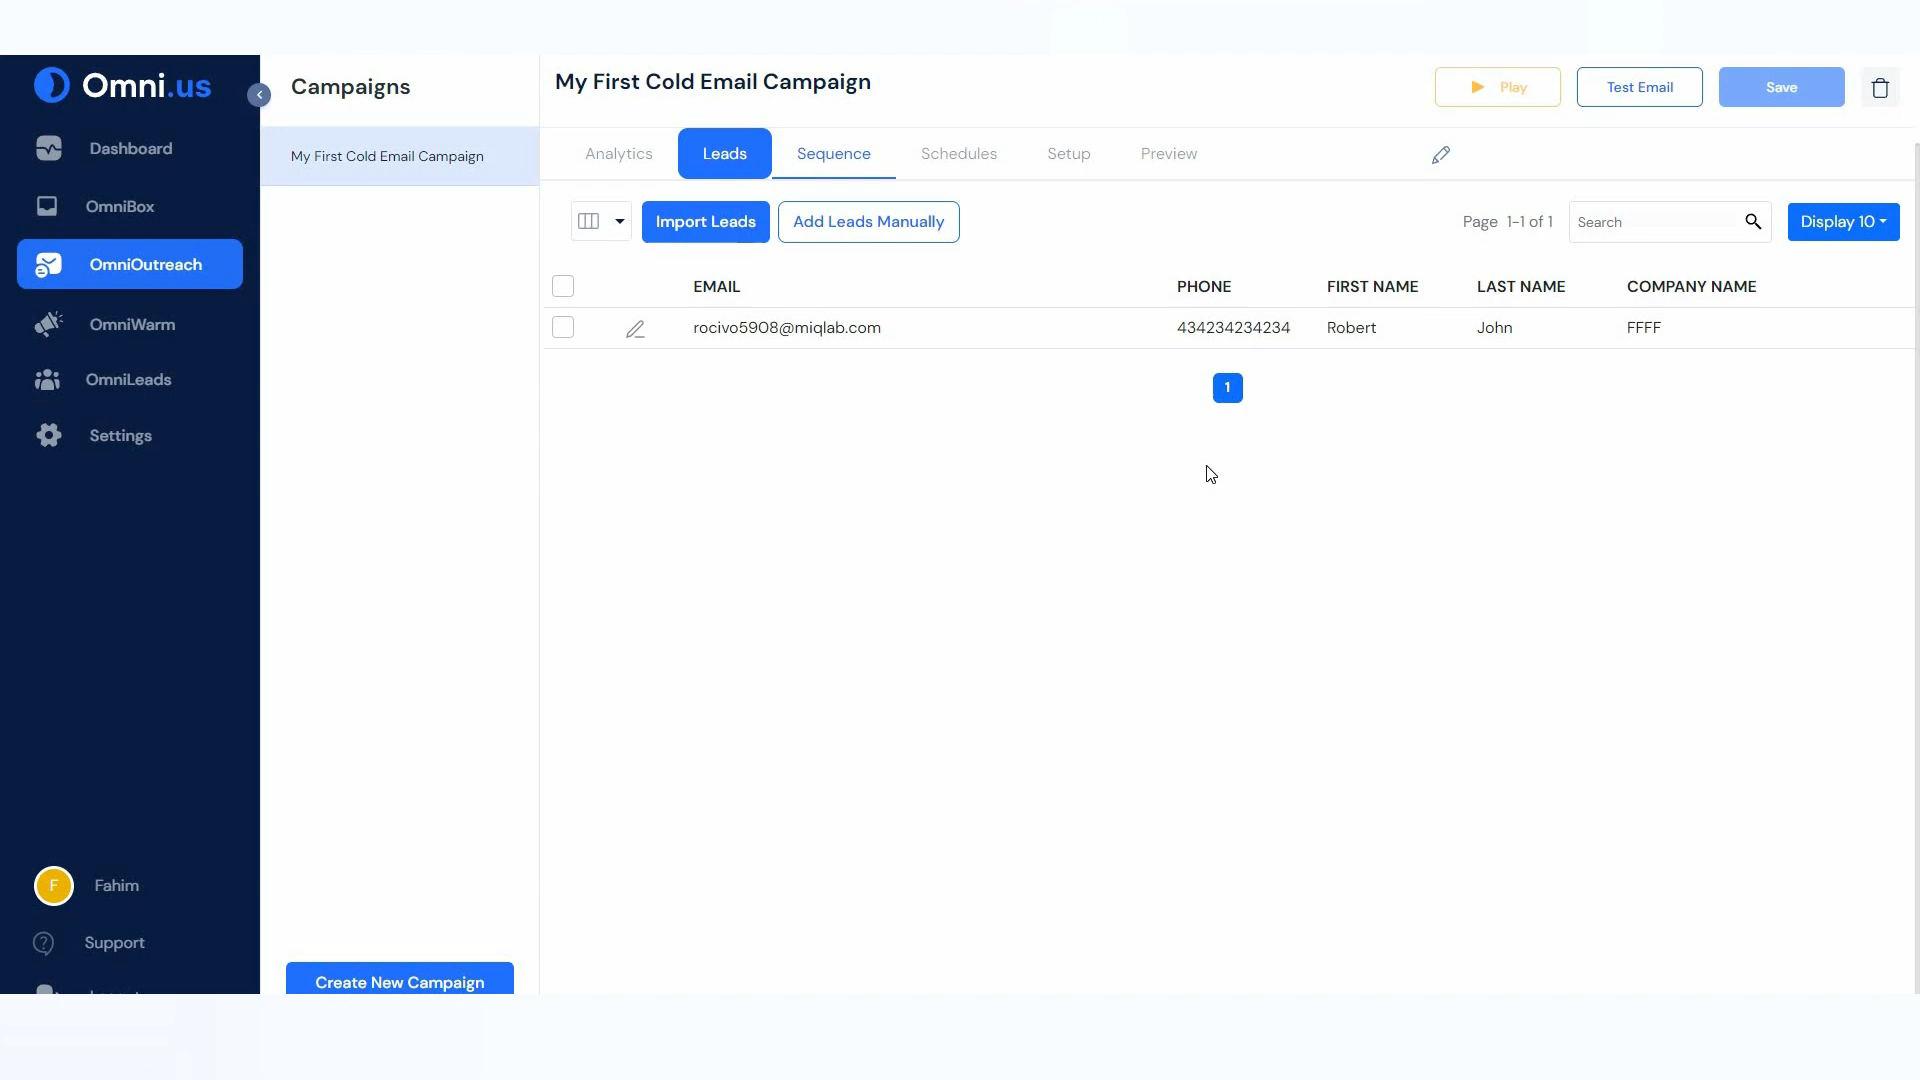 Omni.us
Dashboard
OmniBox
OmniOutreach
OmniWarm
OmniLeads
Settings
F Fahim
Support
Campaigns
My First Cold Email Campaign
Create New Campaign
My First Cold Email Campaign
Play Test Email Save
Analytics Leads Sequence Schedules Setup Preview
Import Leads Add Leads Manually Page 1-1 of 1 Search Display 10
EMAIL PHONE FIRST NAME LAST NAME COMPANY NAME
rocivo5908@miqlab.com 434234234234 Robert John FFFF
1